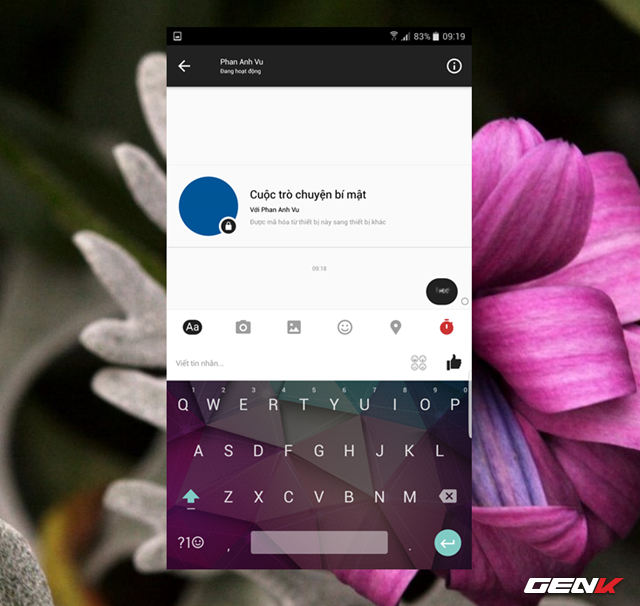 83% 09:19
Phan Anh Vu
Đang hoạt động
Cuộc trò chuyện bí mật
Với Phan Anh Vu
Được mã hóa từ thiết bị này sang thiết bị khác
09:18
Aa
Viết tin nhắn...
1 2 3 4 5 6 7 8 9 0
Q W E R T Y U I O P
A S D F G H J K L
Z X C V B N M
?1☺ , .
GENK